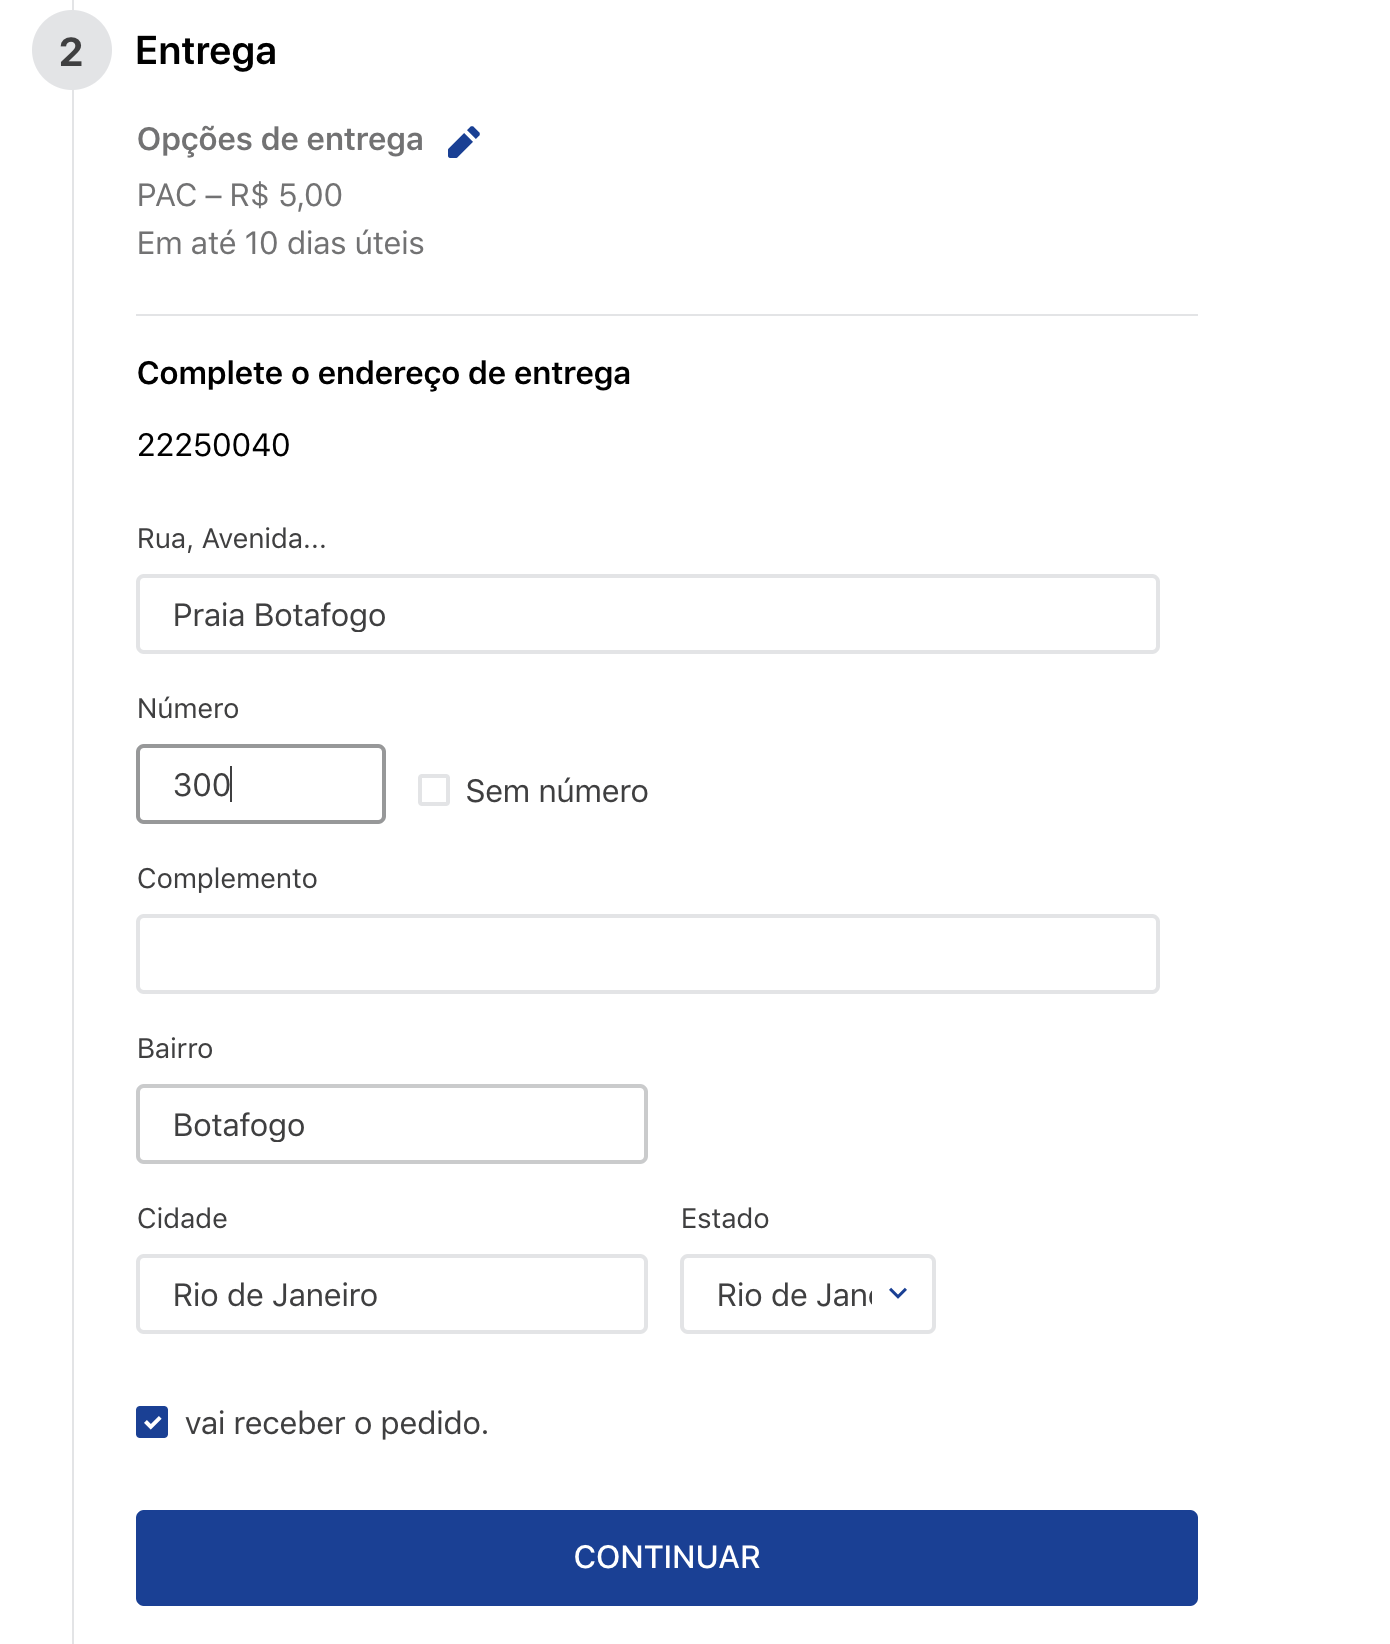 2
Entrega
Opções de entrega
PAC – R$ 5,00
Em até 10 dias úteis
Complete o endereço de entrega
22250040
Rua, Avenida...
Praia Botafogo
Número
300
Sem número
Complemento
Bairro
Botafogo
Cidade
Estado
Rio de Janeiro
Rio de Jan
vai receber o pedido.
CONTINUAR